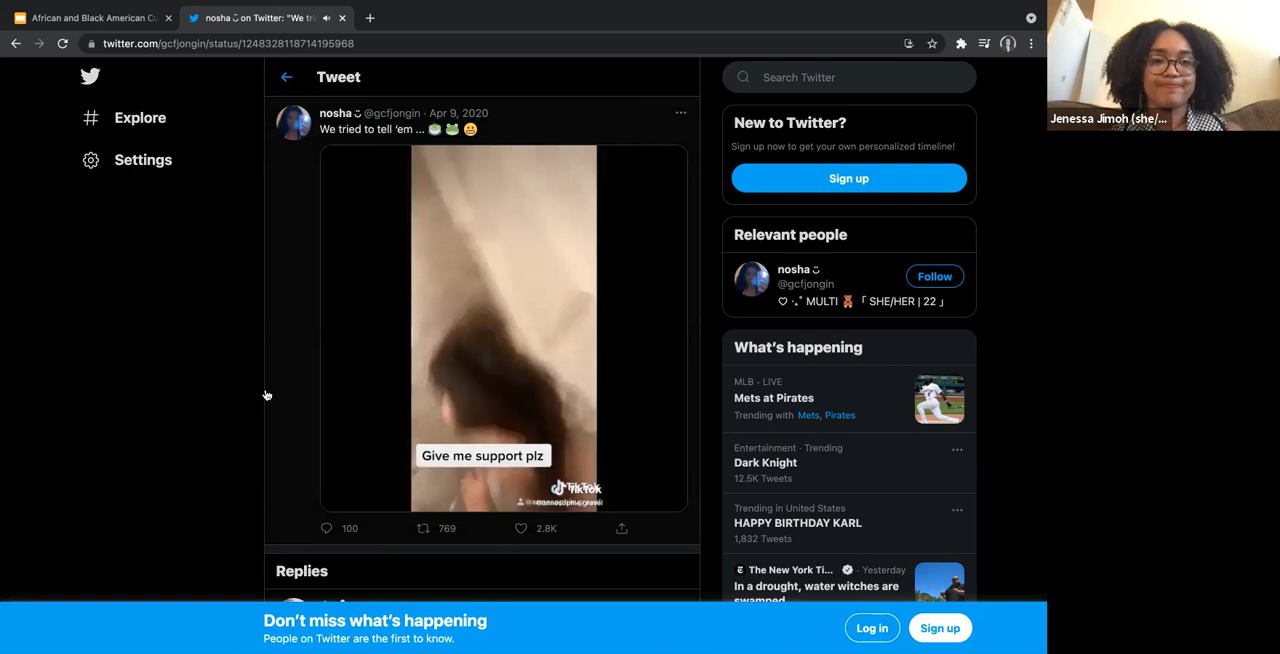 African and Black American Cu
nosha ü on Twitter: "We tri
twitter.com/gcfjongin/status/1248328118714195968
Jenessa Jimoh (she/...
Explore
Settings
Tweet
nosha ü @gcfjongin · Apr 9, 2020
We tried to tell 'em ... 🍵 🐸 😬
Give me support plz
TikTok
100
769
2.8K
Replies
Search Twitter
New to Twitter?
Sign up now to get your own personalized timeline!
Sign up
Relevant people
nosha ü
@gcfjongin
Follow
♡ ·˖˚ MULTI 🧸 「 SHE/HER | 22 」
What's happening
MLB · LIVE
Mets at Pirates
Trending with Mets, Pirates
Entertainment · Trending
Dark Knight
12.5K Tweets
Trending in United States
HAPPY BIRTHDAY KARL
1,832 Tweets
The New York Ti... · Yesterday
In a drought, water witches are
swamped
Don't miss what's happening
People on Twitter are the first to know.
Log in
Sign up